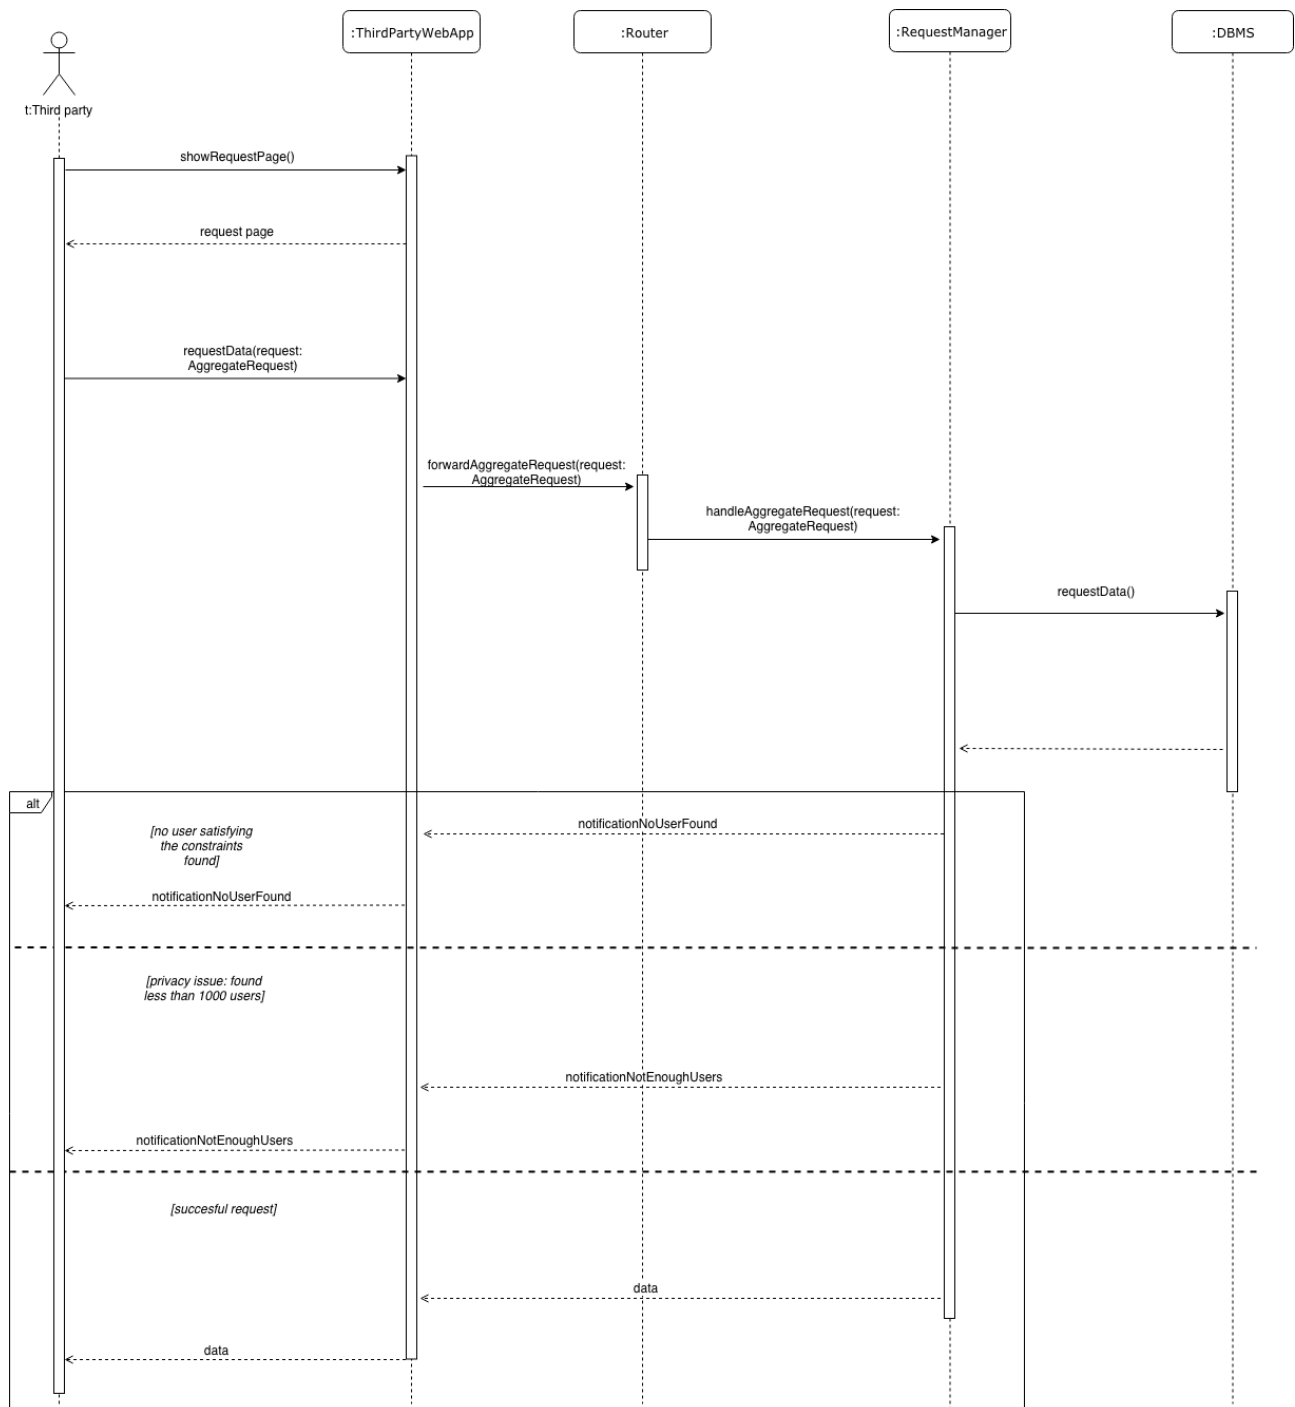 :ThirdPartyWebApp
:Router
:RequestManager
:DBMS
t:Third party
showRequestPage()
request page
requestData(request:
AggregateRequest)
forwardAggregateRequest(request:
AggregateRequest)
handleAggregateRequest(request:
AggregateRequest)
requestData()
alt
[no user satisfying
the constraints
found]
notificationNoUserFound
notificationNoUserFound
[privacy issue: found
less than 1000 users]
notificationNotEnoughUsers
notificationNotEnoughUsers
[succesful request]
data
data